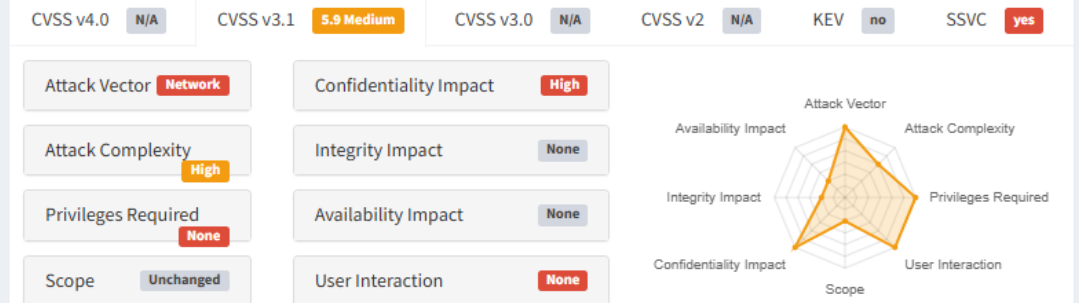 CVSS v4.0 N/A CVSS v3.1 5.9 Medium CVSS v3.0 N/A CVSS v2 N/A KEV no SSVC yes
Attack Vector Network
Attack Complexity High
Privileges Required None
Scope Unchanged
Confidentiality Impact High
Integrity Impact None
Availability Impact None
User Interaction None
Attack Vector
Availability Impact Attack Complexity
Integrity Impact Privileges Required
Confidentiality Impact User Interaction
Scope